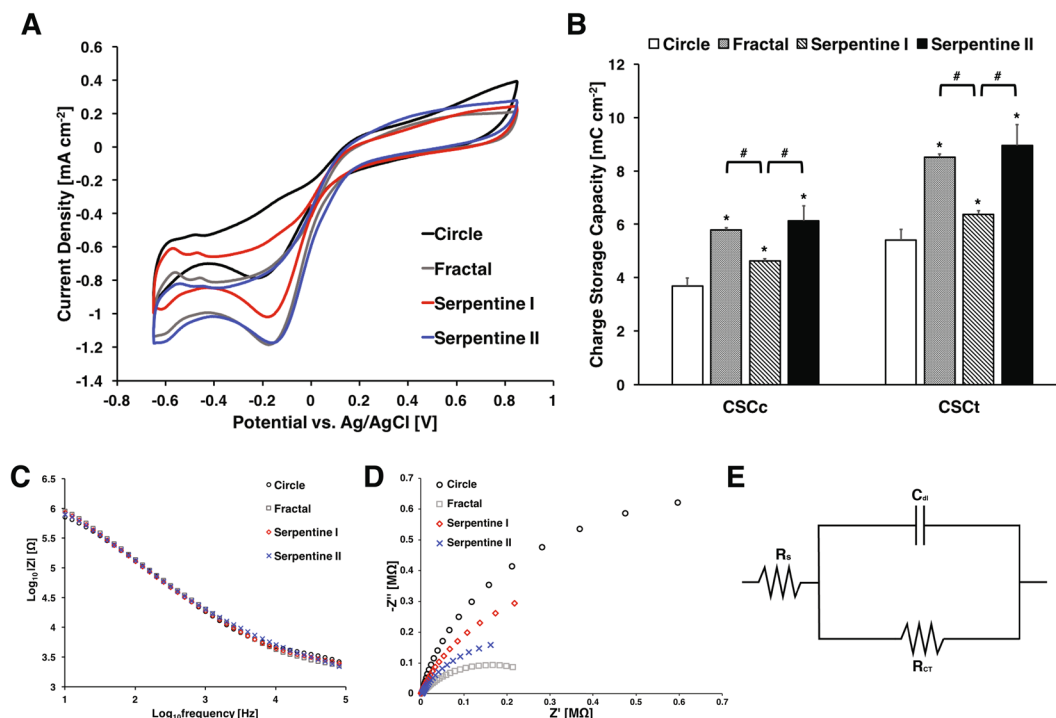 A
Current Density [mA cm-2]
0.6
0.4
0.2
0
-0.2
-0.4
-0.6
-0.8
-1
-1.2
-1.4
-0.8 -0.6 -0.4 -0.2 0 0.2 0.4 0.6 0.8 1
Potential vs. Ag/AgCl [V]
Circle
Fractal
Serpentine I
Serpentine II
B
Circle Fractal Serpentine I Serpentine II
Charge Storage Capacity [mC cm-2]
12
10
8
6
4
2
0
# #
* * *
# #
* * *
CSCc CSCt
C
Log10|Z| [Ω]
6.5
6
5.5
5
4.5
4
3.5
3
1 2 3 4 5
Log10frequency [Hz]
Circle
Fractal
Serpentine I
Serpentine II
D
-Z'' [MΩ]
0.7
0.6
0.5
0.4
0.3
0.2
0.1
0
0 0.1 0.2 0.3 0.4 0.5 0.6 0.7
Z' [MΩ]
Circle
Fractal
Serpentine I
Serpentine II
E
Cdl
Rs
RCT